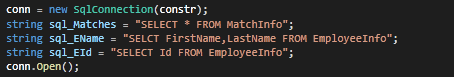 conn = new SqlConnection(constr);
string sql_Matches = "SELECT * FROM MatchInfo";
string sql_EName = "SELCT FirstName,LastName FROM EmployeeInfo";
string sql_EId = "SELECT Id FROM EmployeeInfo";
conn.Open();